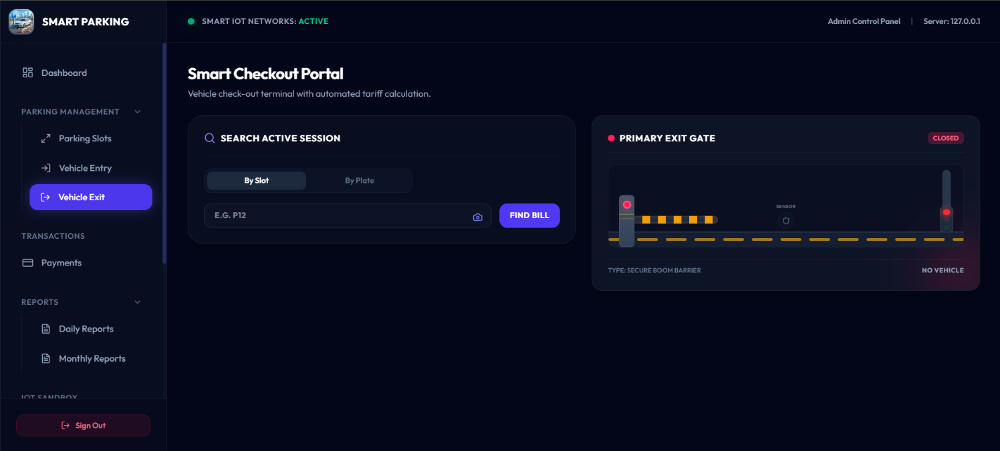 SMART PARKING
SMART IOT NETWORKS: ACTIVE
Admin Control Panel | Server: 127.0.0.1
Dashboard
PARKING MANAGEMENT
Parking Slots
Vehicle Entry
Vehicle Exit
TRANSACTIONS
Payments
REPORTS
Daily Reports
Monthly Reports
IOT SANDBOX
Sign Out
Smart Checkout Portal
Vehicle check-out terminal with automated tariff calculation.
SEARCH ACTIVE SESSION
By Slot
By Plate
E.G. P12
FIND BILL
PRIMARY EXIT GATE
CLOSED
SENSOR
TYPE: SECURE BOOM BARRIER
NO VEHICLE